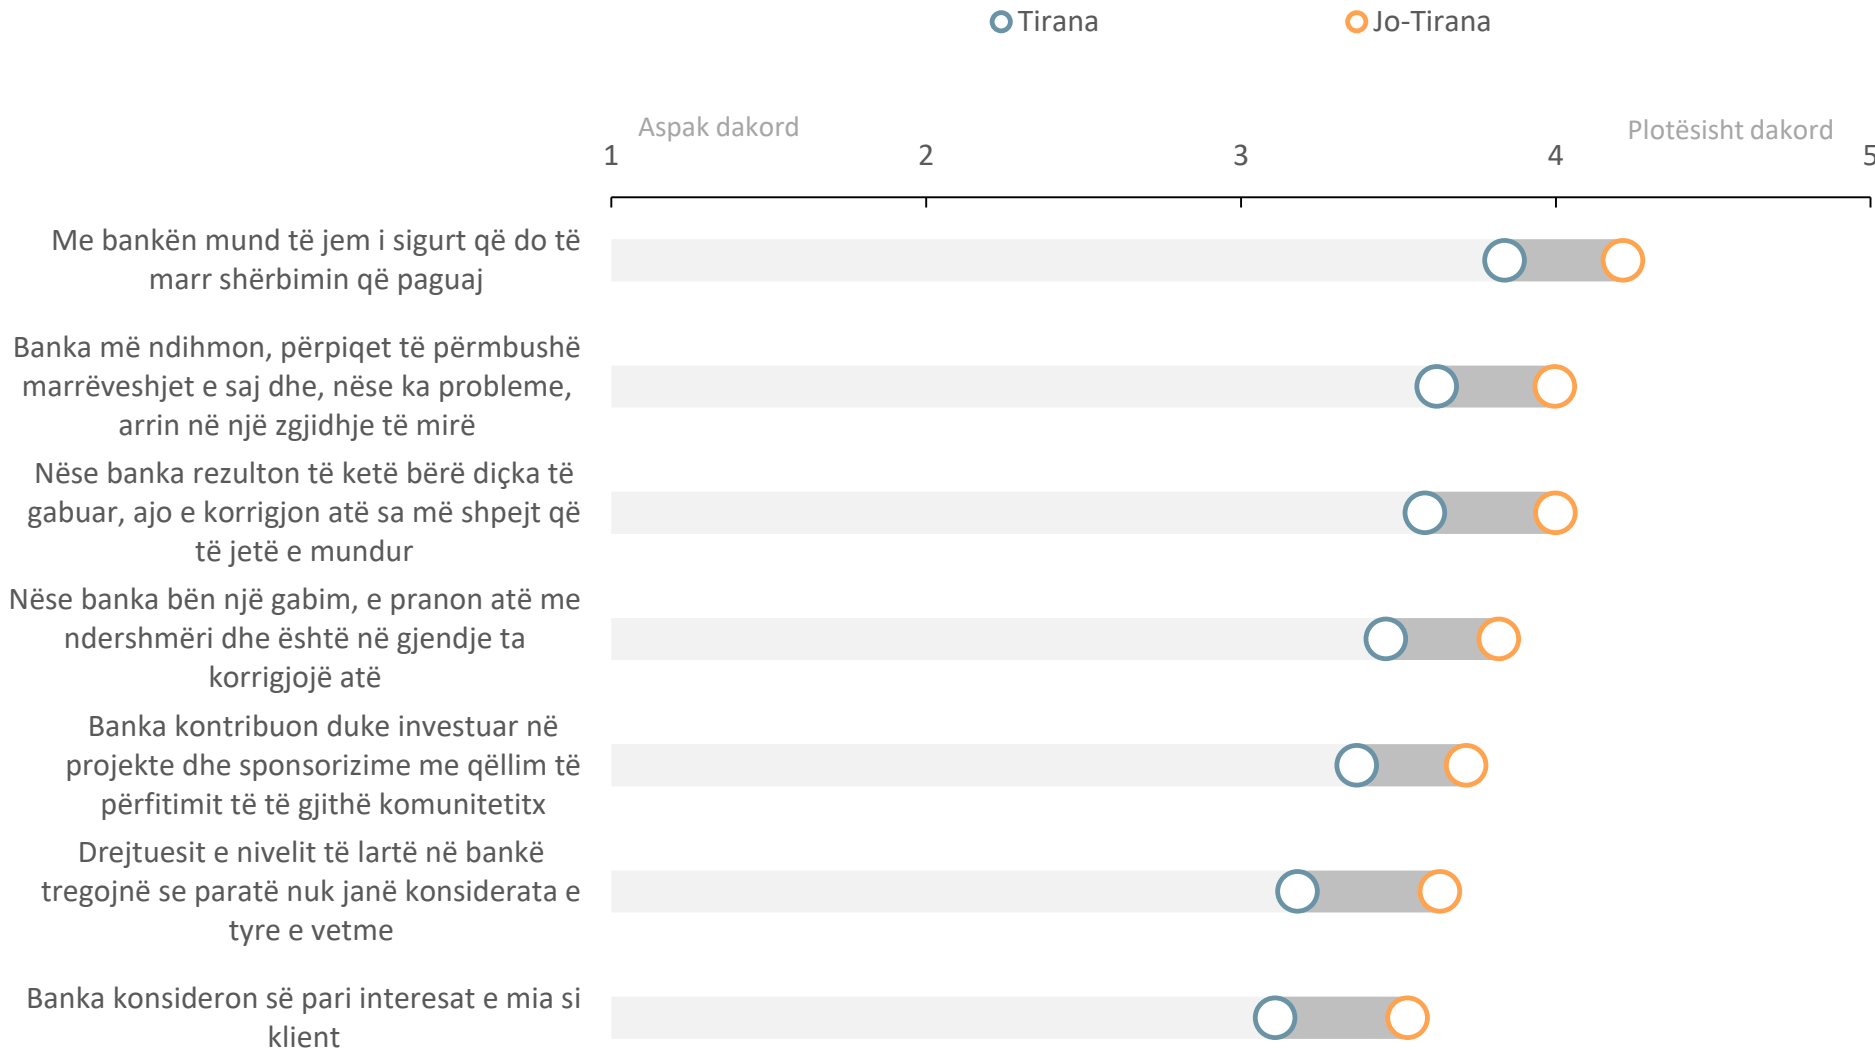 Tirana
Jo-Tirana
Aspak dakord
Plotësisht dakord
1
2
3
4
5
Me bankën mund të jem i sigurt që do të
marr shërbimin që paguaj
Banka më ndihmon, përpiqet të përmbushë
marrëveshjet e saj dhe, nëse ka probleme,
arrin në një zgjidhje të mirë
Nëse banka rezulton të ketë bërë diçka të
gabuar, ajo e korrigjon atë sa më shpejt që
të jetë e mundur
Nëse banka bën një gabim, e pranon atë me
ndershmëri dhe është në gjendje ta
korrigjojë atë
Banka kontribuon duke investuar në
projekte dhe sponsorizime me qëllim të
përfitimit të të gjithë komunitetitx
Drejtuesit e nivelit të lartë në bankë
tregojnë se paratë nuk janë konsiderata e
tyre e vetme
Banka konsideron së pari interesat e mia si
klient